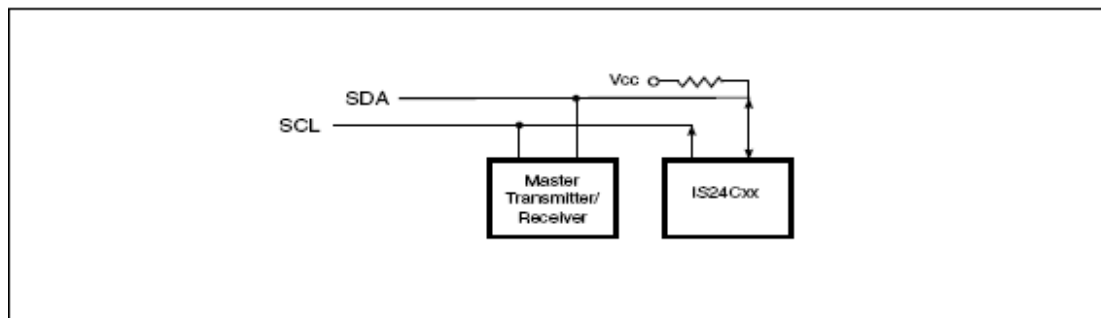 Vcc
SDA
SCL
Master
Transmitter/
Receiver
IS24Cxx